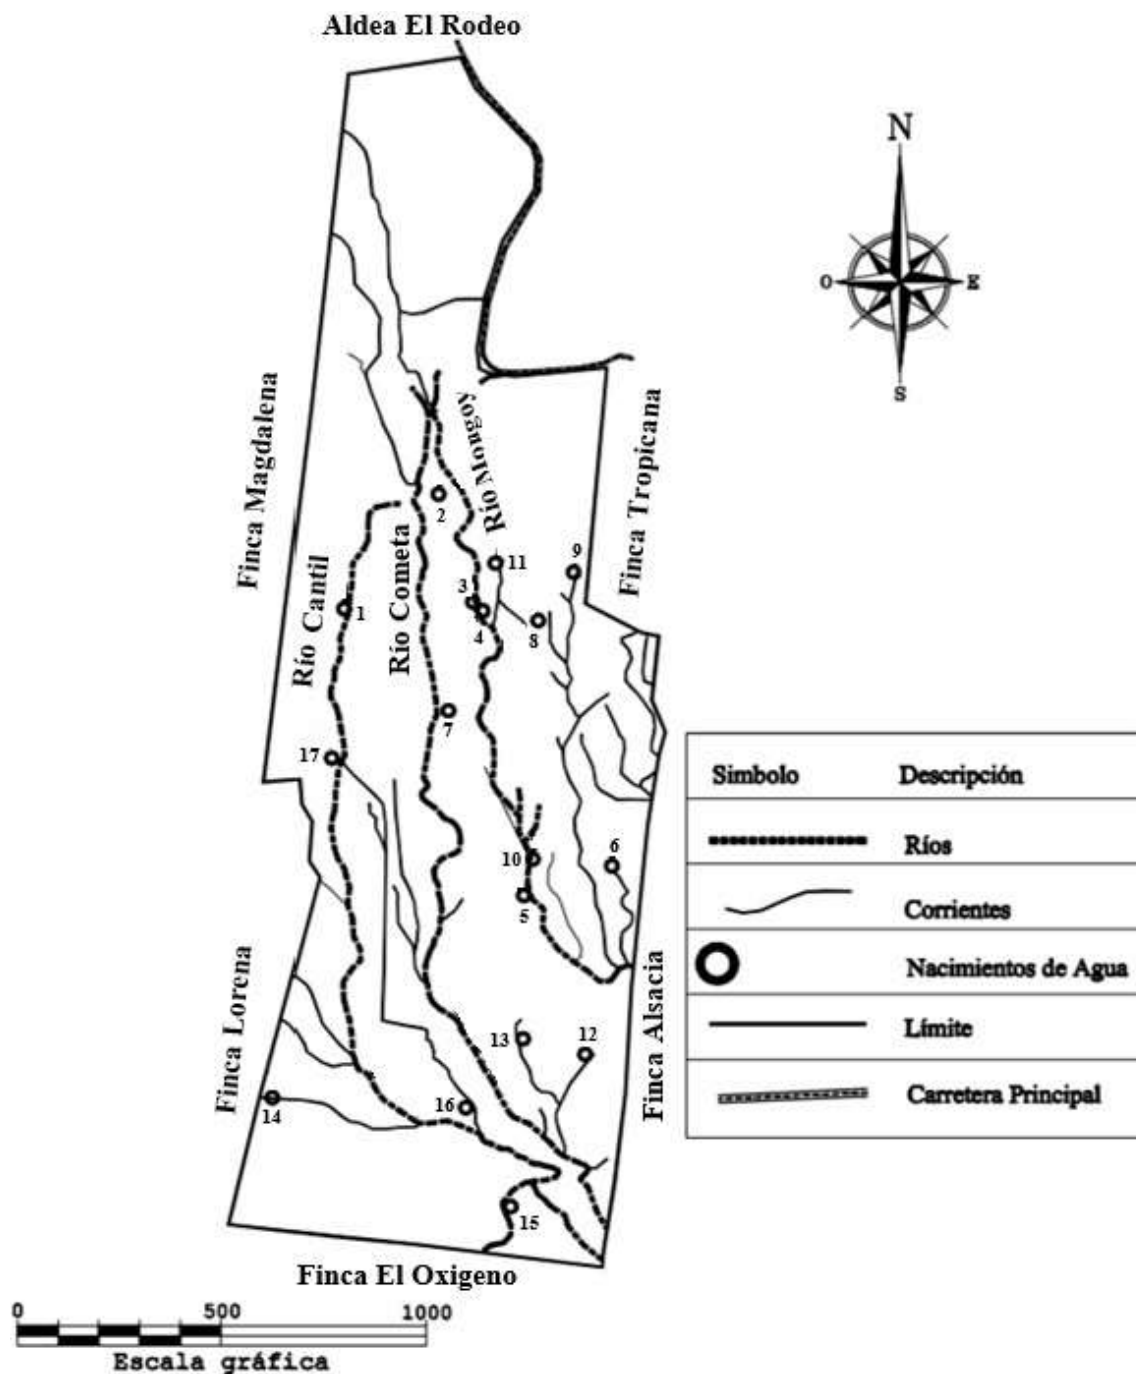 Aldea El Rodeo
N
O
E
S
Finca Magdalena
Río Mongoy
Finca Tropicana
2
Río Cantil
Río Cometa
11
9
3
1
4
8
7
17
Simbolo Descripción
Ríos
6
10
Corrientes
5
Nacimientos de Agua
Finca Lorena
Finca Alsacia
13
12
Límite
14
16
Carretera Principal
15
Finca El Oxigeno
0 500 1000
Escala gráfica